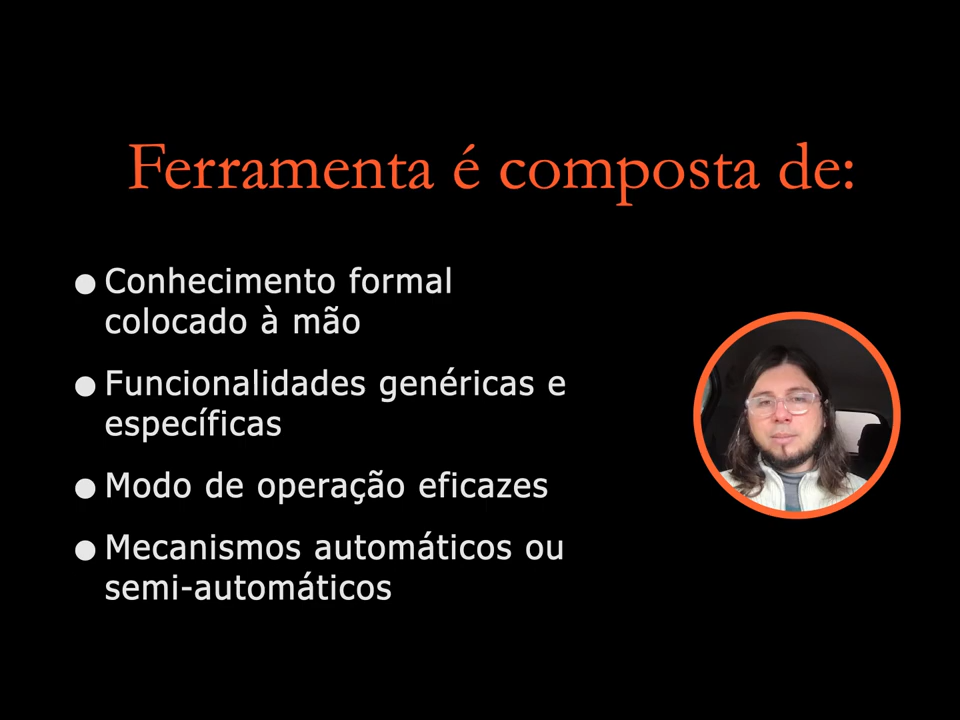 Ferramenta é composta de:
Conhecimento formal
colocado à mão
Funcionalidades genéricas e
específicas
Modo de operação eficazes
Mecanismos automáticos ou
semi-automáticos